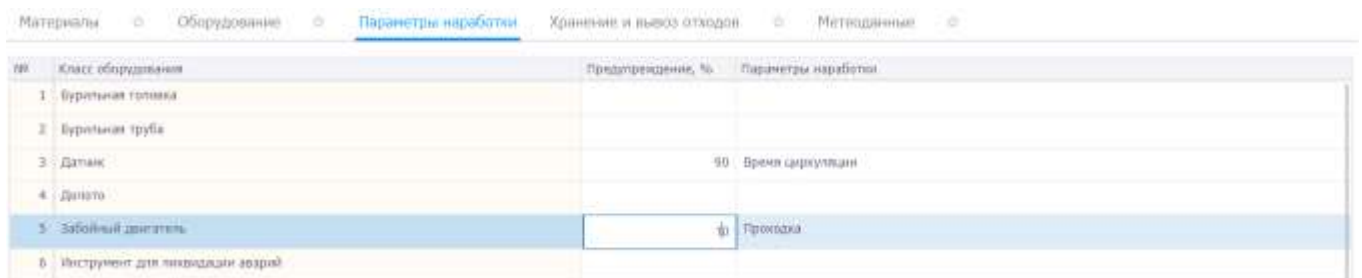 Материалы Оборудование Параметры наработки Хранение и вывоз отходов Метеоданные
№ Класс оборудования Предупреждение, % Параметры наработки
1 Бурильная головка
2 Бурильная труба
3 Датчик 90 Время циркуляции
4 Долото
5 Забойный двигатель Проходка
6 Инструмент для ликвидации аварий